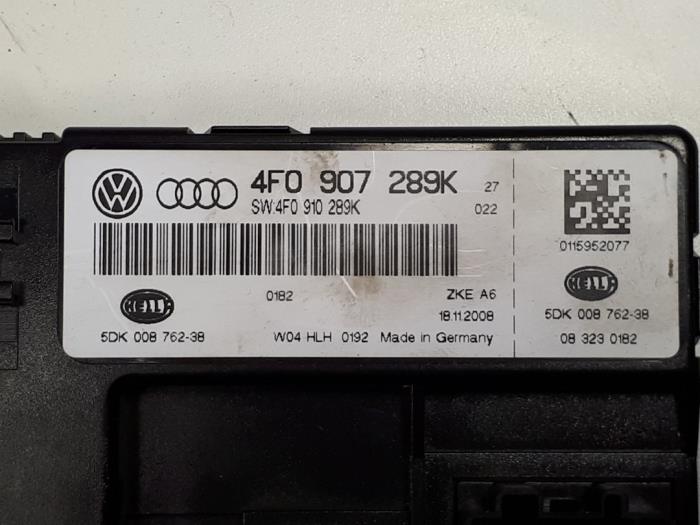 4F0 907 289K 27
SW:4F0 910 289K 022
0115952077
0182 ZKE A6
HELLA HELLA
18.11.2008 5DK 008 762-38
5DK 008 762-38 W04 HLH 0192 Made in Germany 08 323 0182